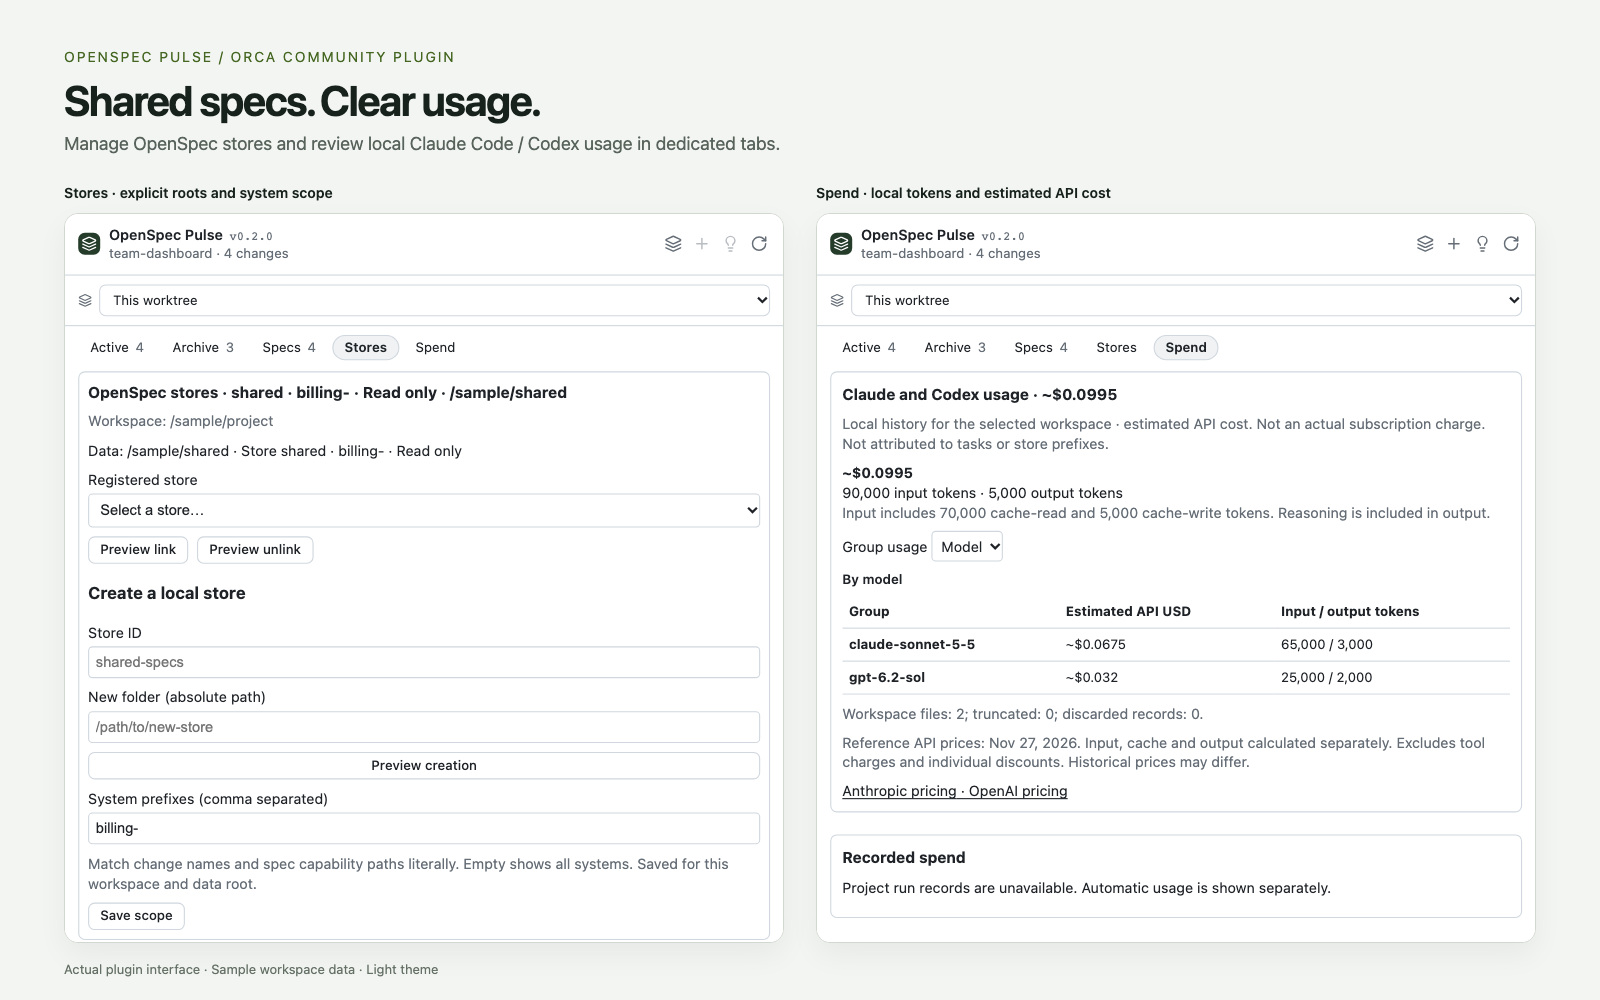 OPENSPEC PULSE / ORCA COMMUNITY PLUGIN
Shared specs. Clear usage.
Manage OpenSpec stores and review local Claude Code / Codex usage in dedicated tabs.
Stores · explicit roots and system scope
OpenSpec Pulse v0.2.0
team-dashboard · 4 changes
This worktree
Active 4 Archive 3 Specs 4 Stores Spend
OpenSpec stores · shared · billing- · Read only · /sample/shared
Workspace: /sample/project
Data: /sample/shared · Store shared · billing- · Read only
Registered store
Select a store...
Preview link Preview unlink
Create a local store
Store ID
shared-specs
New folder (absolute path)
/path/to/new-store
Preview creation
System prefixes (comma separated)
billing-
Match change names and spec capability paths literally. Empty shows all systems. Saved for this
workspace and data root.
Save scope
Spend · local tokens and estimated API cost
OpenSpec Pulse v0.2.0
team-dashboard · 4 changes
This worktree
Active 4 Archive 3 Specs 4 Stores Spend
Claude and Codex usage · ~$0.0995
Local history for the selected workspace · estimated API cost. Not an actual subscription charge.
Not attributed to tasks or store prefixes.
~$0.0995
90,000 input tokens · 5,000 output tokens
Input includes 70,000 cache-read and 5,000 cache-write tokens. Reasoning is included in output.
Group usage Model
By model
Group Estimated API USD Input / output tokens
claude-sonnet-5-5 ~$0.0675 65,000 / 3,000
gpt-6.2-sol ~$0.032 25,000 / 2,000
Workspace files: 2; truncated: 0; discarded records: 0.
Reference API prices: Nov 27, 2026. Input, cache and output calculated separately. Excludes tool
charges and individual discounts. Historical prices may differ.
Anthropic pricing · OpenAI pricing
Recorded spend
Project run records are unavailable. Automatic usage is shown separately.
Actual plugin interface · Sample workspace data · Light theme